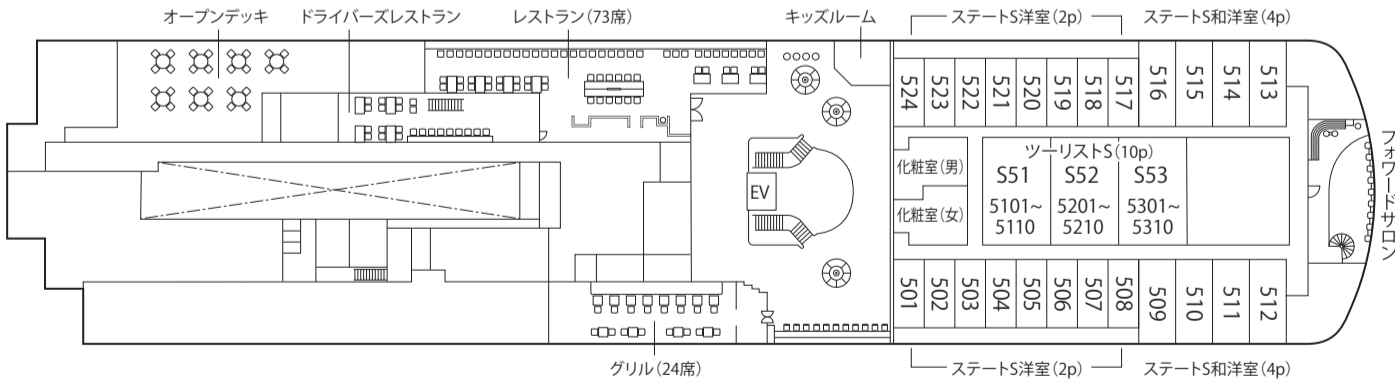 オープンデッキ
ドライバーズレストラン
レストラン(73席)
キッズルーム
ステートS洋室(2p)
ステートS和洋室(4p)
524
523
522
521
520
519
518
517
516
515
514
513
化粧室(男)
化粧室(女)
EV
ツーリストS(10p)
S51
5101~
5110
S52
5201~
5210
S53
5301~
5310
フォワードサロン
501
502
503
504
505
506
507
508
509
510
511
512
グリル(24席)
ステートS洋室(2p)
ステートS和洋室(4p)